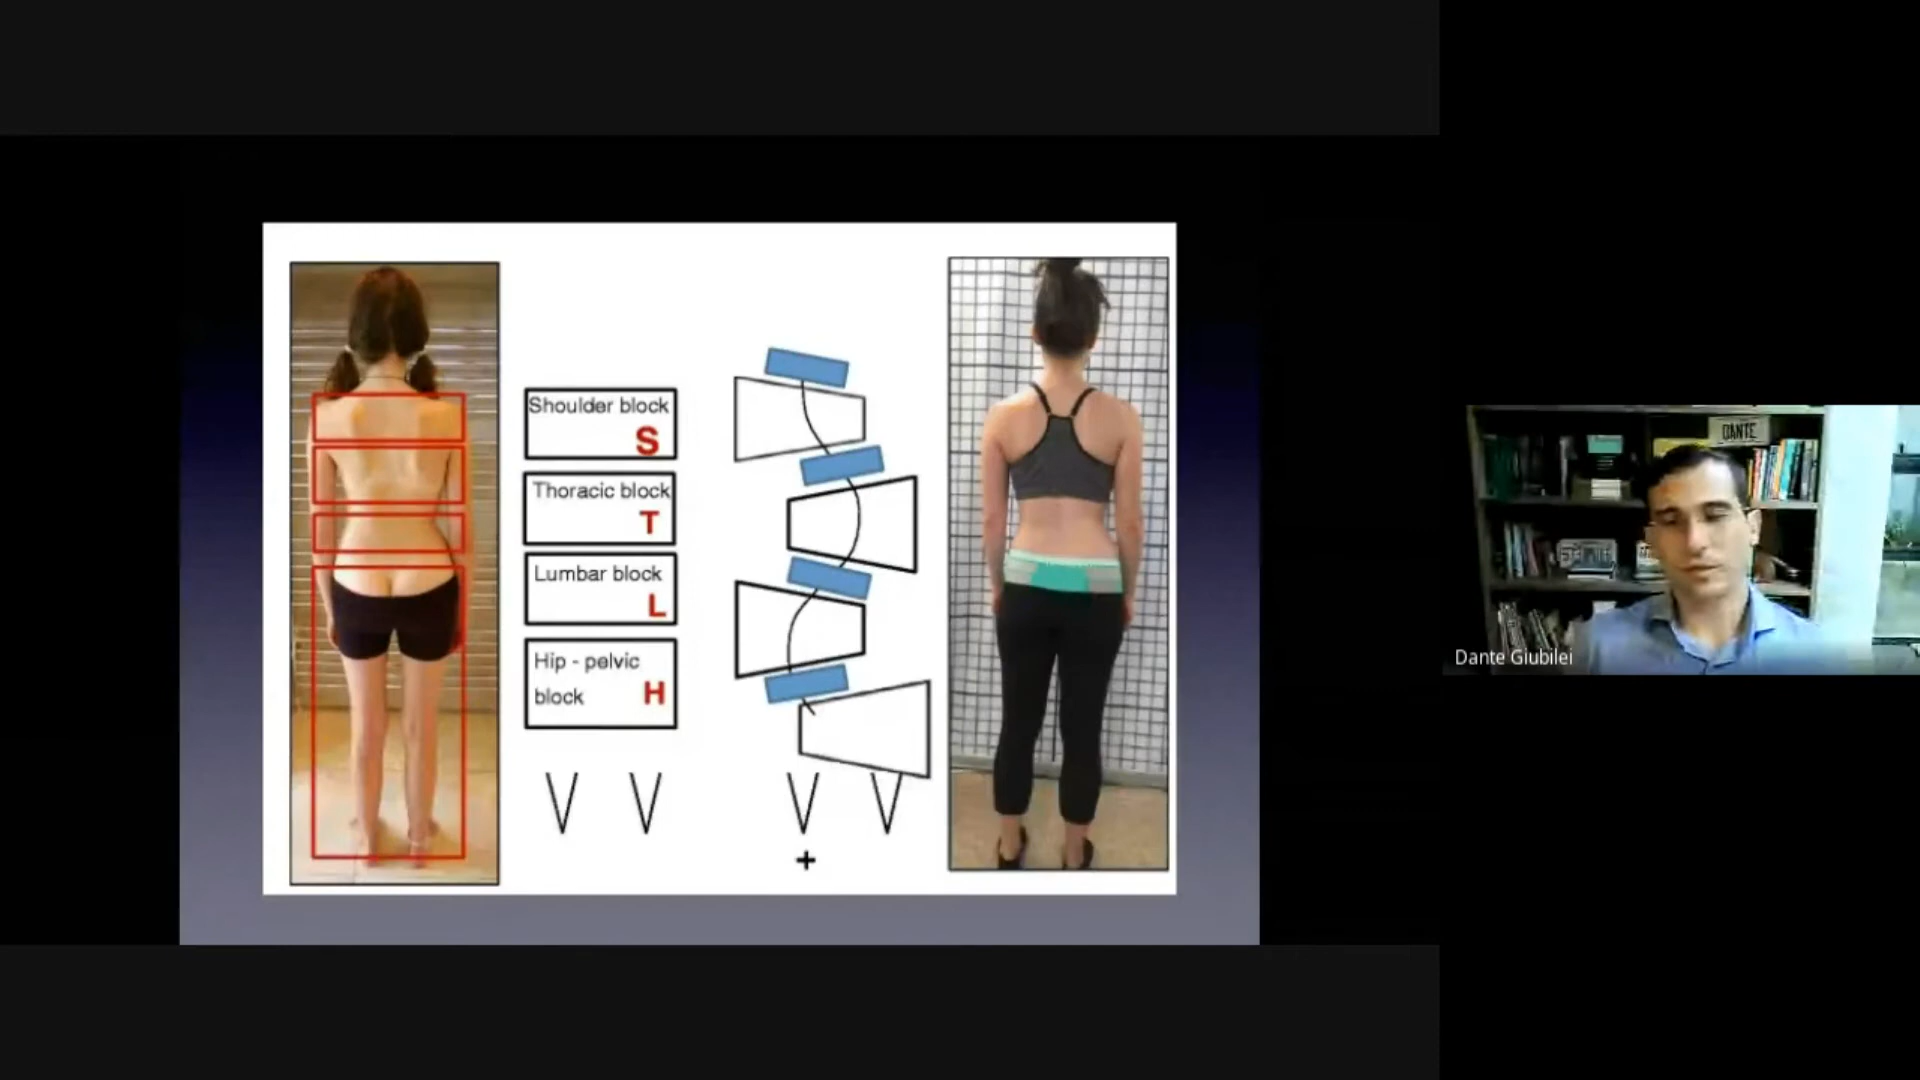 Shoulder block
S
Thoracic block
T
Lumbar block
L
Hip - pelvic
block H
+
DANTE
Dante Giubilei